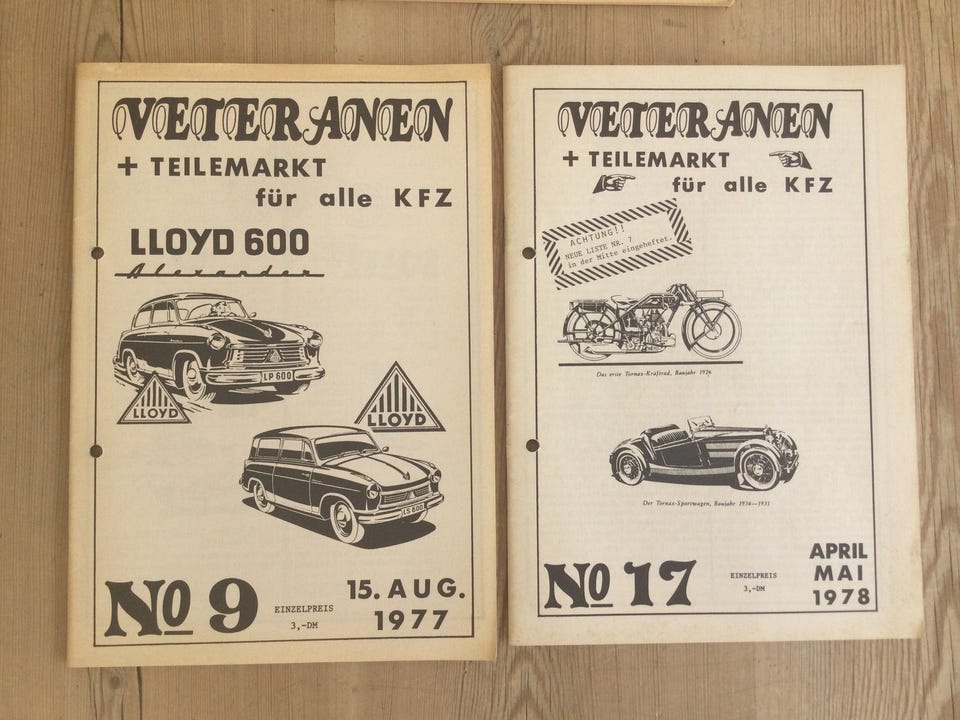 VETERANEN
+ TEILEMARKT
für alle KFZ
LLOYD 600
Alexander
LP 600
LLOYD
LLOYD
LS 600
No 9
EINZELPREIS
3,-DM
15. AUG.
1977
VETERANEN
+ TEILEMARKT
für alle KFZ
ACHTUNG!!
NEUE LISTE NR. 7
in der Mitte eingeheftet.
Das erste Tornax-Kraftrad, Baujahr 1926
Der Tornax-Sportwagen, Baujahr 1934—1935
No 17
EINZELPREIS
3,-DM
APRIL
MAI
1978